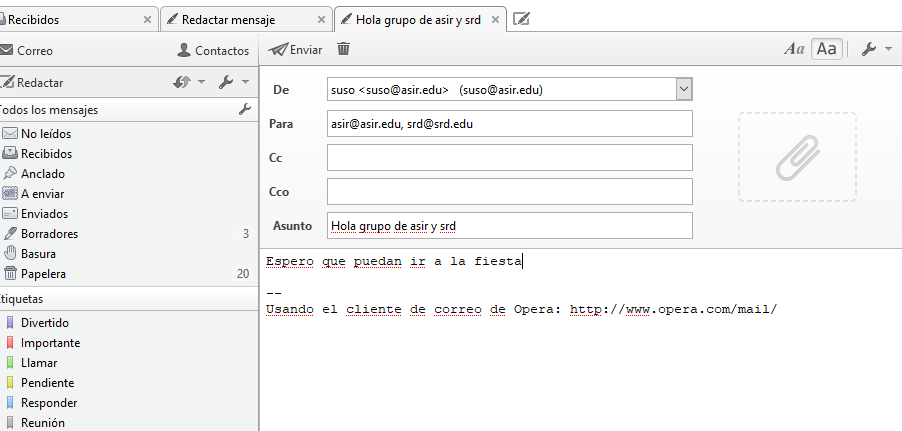 Recibidos
Redactar mensaje
Hola grupo de asir y srd
Correo
Contactos
Enviar
Aa
Aa
Redactar
Todos los mensajes
No leídos
Recibidos
Anclado
A enviar
Enviados
Borradores 3
Basura
Papelera 20
Etiquetas
Divertido
Importante
Llamar
Pendiente
Responder
Reunión
De suso <suso@asir.edu> (suso@asir.edu)
Para asir@asir.edu, srd@srd.edu
Cc
Cco
Asunto Hola grupo de asir y srd
Espero que puedan ir a la fiesta
--
Usando el cliente de correo de Opera: http://www.opera.com/mail/